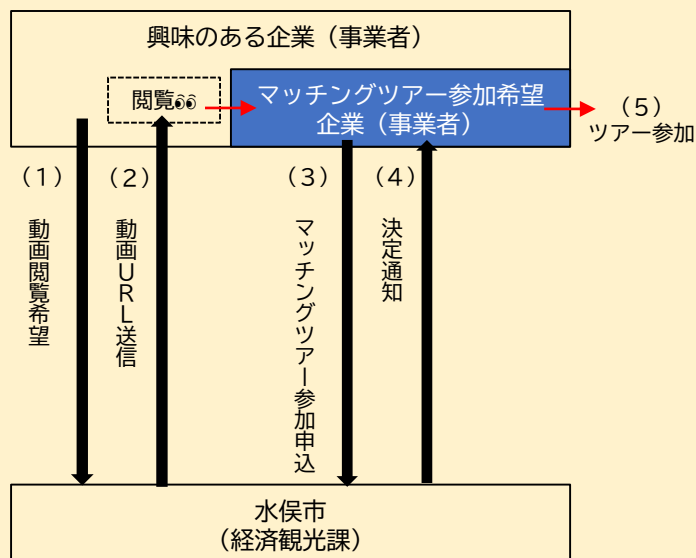 興味のある企業（事業者）
閲覧👀
マッチングツアー参加希望
企業（事業者）
（５）
ツアー参加
（１）
動画閲覧希望
（２）
動画ＵＲＬ送信
（３）
マッチングツアー参加申込
（４）
決定通知
水俣市
（経済観光課）